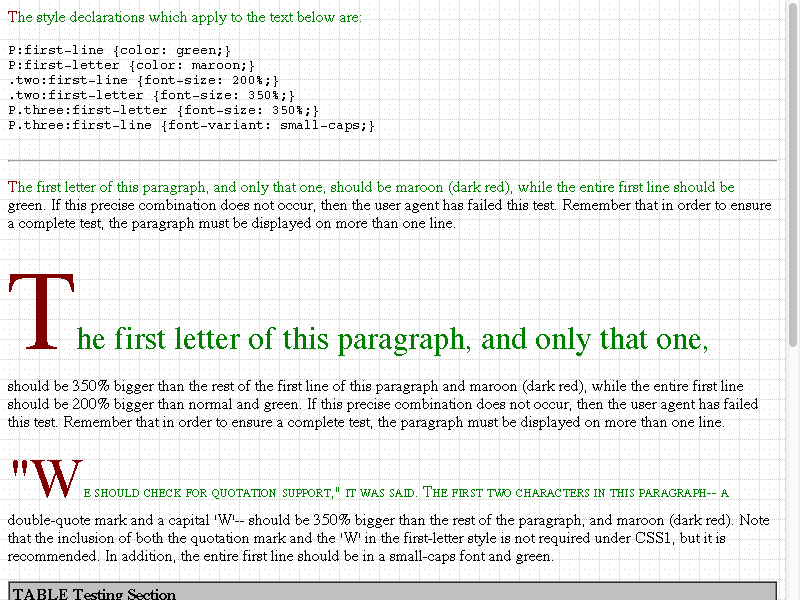 The style declarations which apply to the text below are:
P:first-line {color: green;}
P:first-letter {color: maroon;}
.two:first-line {font-size: 200%;}
.two:first-letter {font-size: 350%;}
P.three:first-letter {font-size: 350%;}
P.three:first-line {font-variant: small-caps;}
The first letter of this paragraph, and only that one, should be maroon (dark red), while the entire first line should be
green. If this precise combination does not occur, then the user agent has failed this test. Remember that in order to ensure
a complete test, the paragraph must be displayed on more than one line.
The first letter of this paragraph, and only that one,
should be 350% bigger than the rest of the first line of this paragraph and maroon (dark red), while the entire first line
should be 200% bigger than normal and green. If this precise combination does not occur, then the user agent has failed
this test. Remember that in order to ensure a complete test, the paragraph must be displayed on more than one line.
"We should check for quotation support," it was said. The first two characters in this paragraph-- a
double-quote mark and a capital 'W'-- should be 350% bigger than the rest of the paragraph, and maroon (dark red). Note
that the inclusion of both the quotation mark and the 'W' in the first-letter style is not required under CSS1, but it is
recommended. In addition, the entire first line should be in a small-caps font and green.
TABLE Testing Section